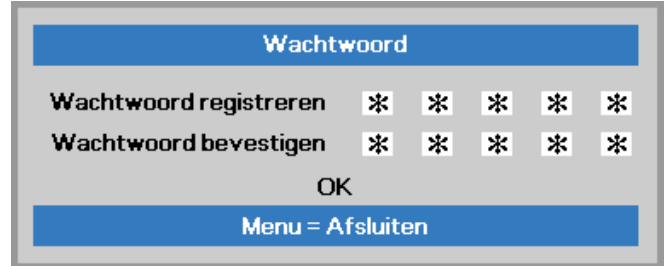 Wachtwoord
Wachtwoord registreren * * * * *
Wachtwoord bevestigen * * * * *
OK
Menu = Afsluiten